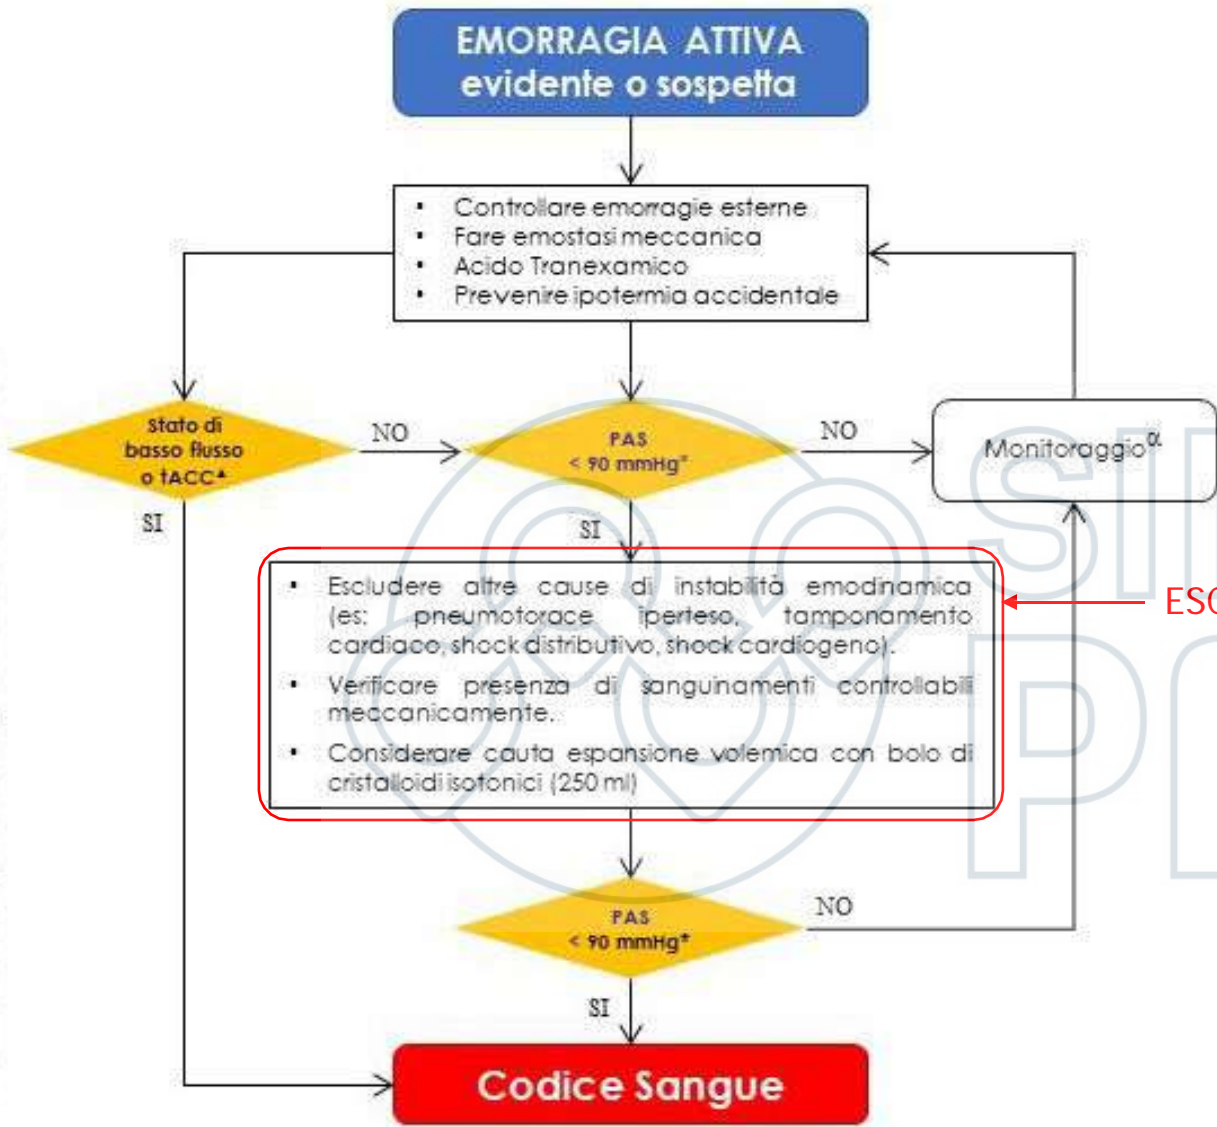 EMORRAGIA ATTIVA
evidente o sospetta
• Controllare emorragie esterne
• Fare emostasi meccanica
• Acido Tranexamico
• Prevenire ipotermia accidentale
Stato di
basso flusso
o tACC*
NO
PAS
< 90 mmHg*
NO
Monitoraggioα
SI
SI
• Escludere altre cause di instabilità emodinamica
(es: pneumotorace iperteso, tamponamento
cardiaco, shock distributivo, shock cardiogeno).
• Verificare presenza di sanguinamenti controllabili
meccanicamente.
• Considerare cauta espansione volemica con bolo di
cristalloidi isotonici (250 ml)
PAS
< 90 mmHg*
NO
SI
Codice Sangue